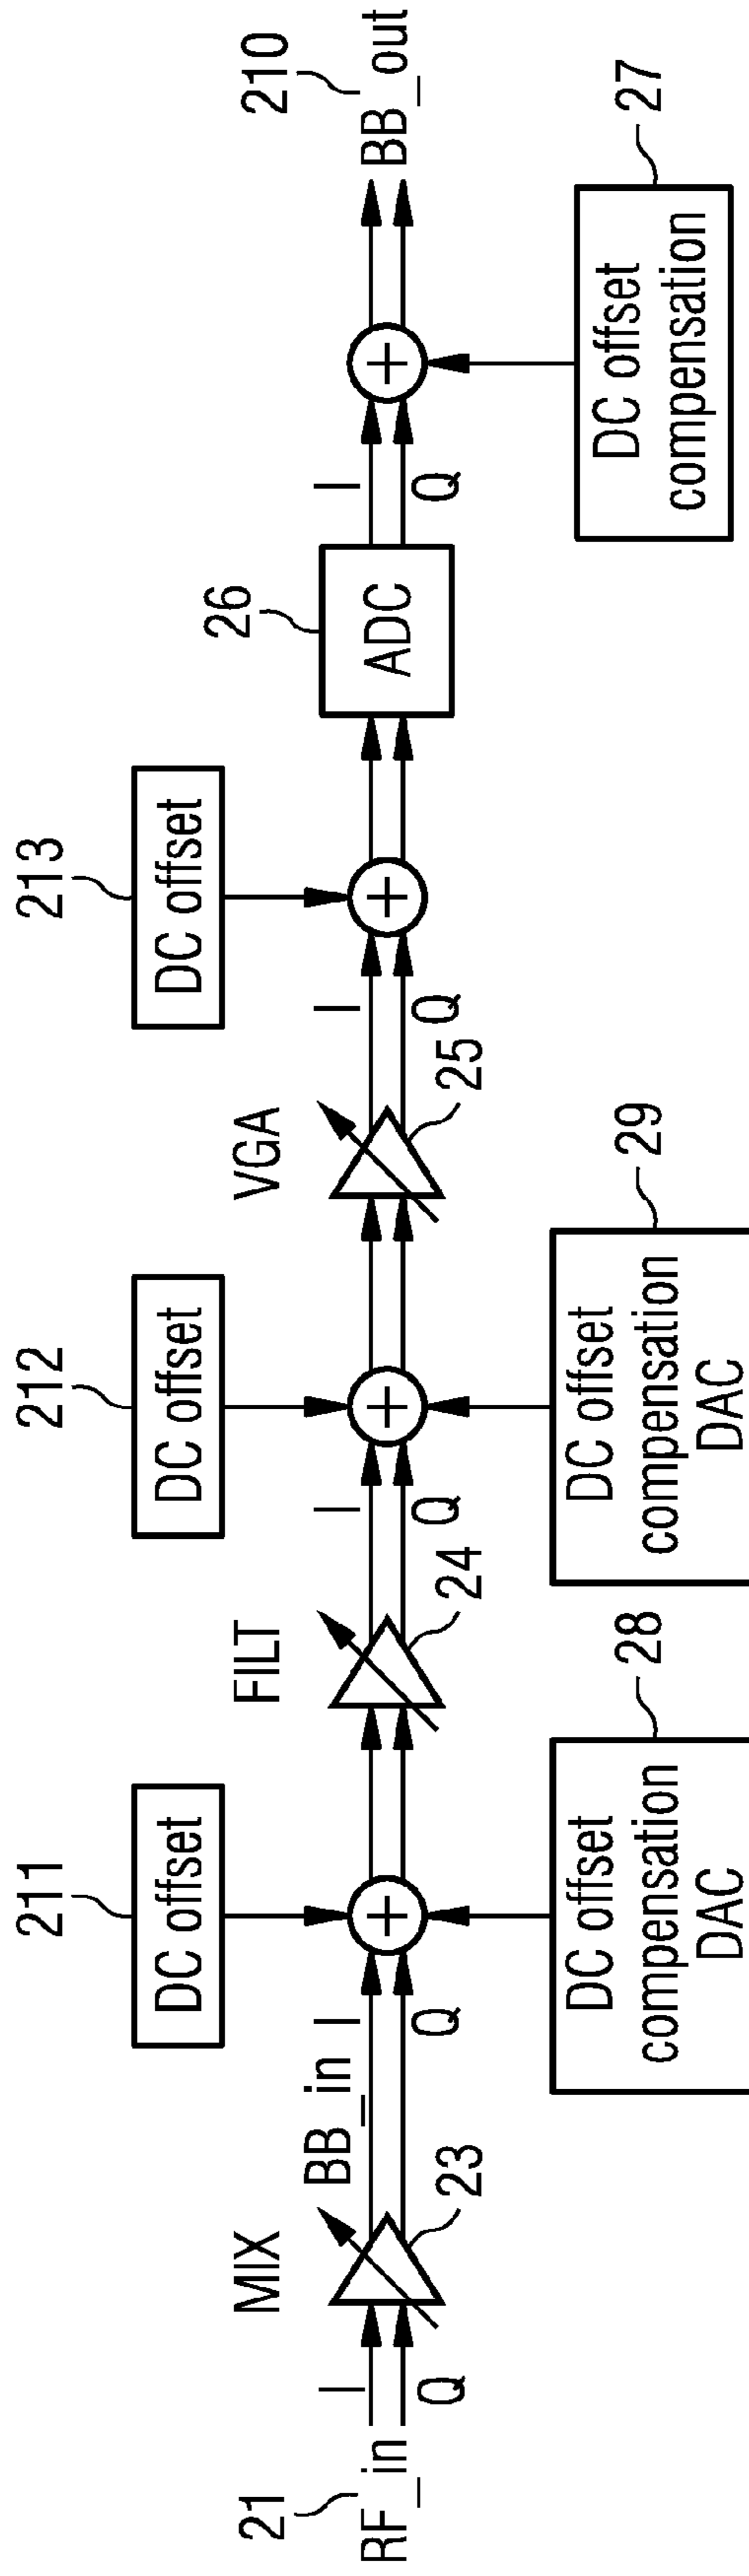 21
RF_in
I
Q
MIX
23
BB_in
I
Q
211
DC offset
28
DC offset
compensation
DAC
FILT
24
I
Q
212
DC offset
29
DC offset
compensation
DAC
VGA
25
I
Q
213
DC offset
26
ADC
I
Q
27
DC offset
compensation
210
BB_out